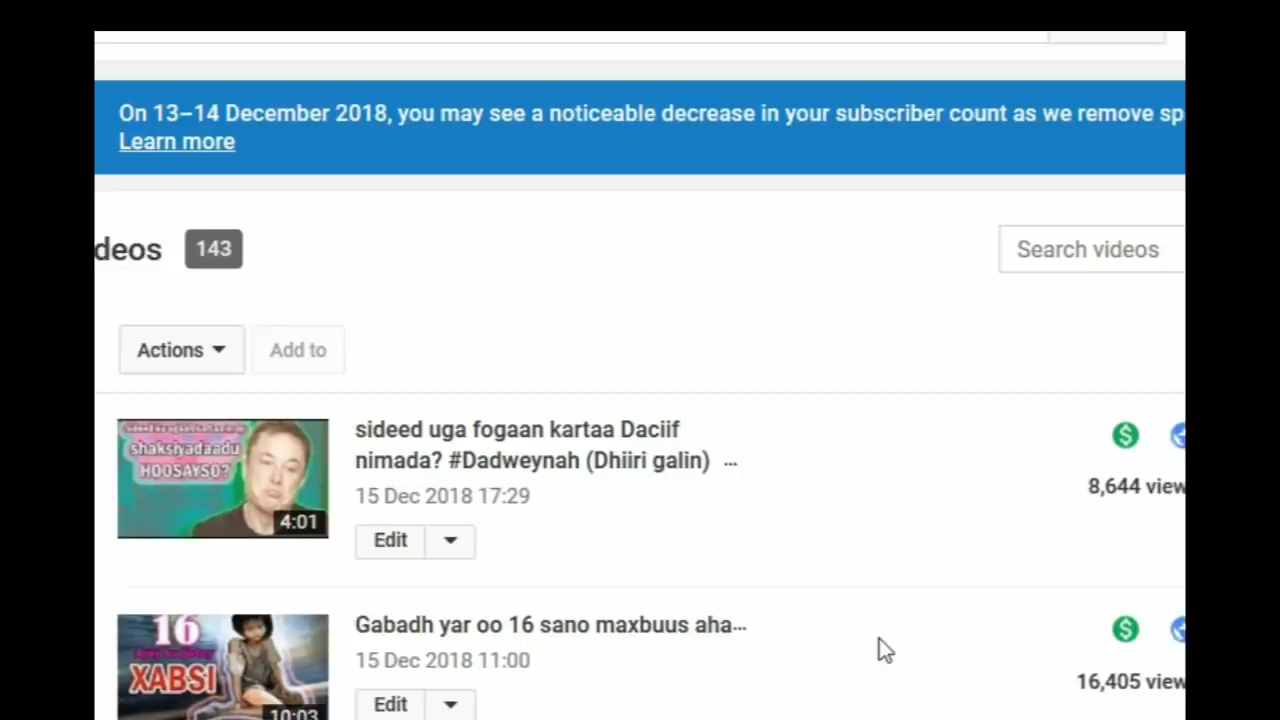 On 13–14 December 2018, you may see a noticeable decrease in your subscriber count as we remove sp
Learn more
deos 143
Search videos
Actions
Add to
shaksiyadaadu
HOOSAYSO?
4:01
sideed uga fogaan kartaa Daciif
nimada? #Dadweynah (Dhiiri galin) ...
15 Dec 2018 17:29
8,644 view
Edit
16
XABSI
10:03
Gabadh yar oo 16 sano maxbuus aha...
15 Dec 2018 11:00
16,405 view
Edit